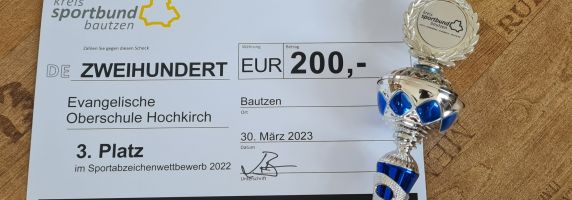 kreis
sportbund
bautzen
Zahlen Sie gegen diesen Scheck
Währung
Betrag
DE ZWEIHUNDERT
EUR 200,-
Evangelische
Oberschule Hochkirch
Bautzen
Ort
30. März 2023
Datum
3. Platz
im Sportabzeichenwettbewerb 2022
Unterschrift
kreis
sportbund
bautzen